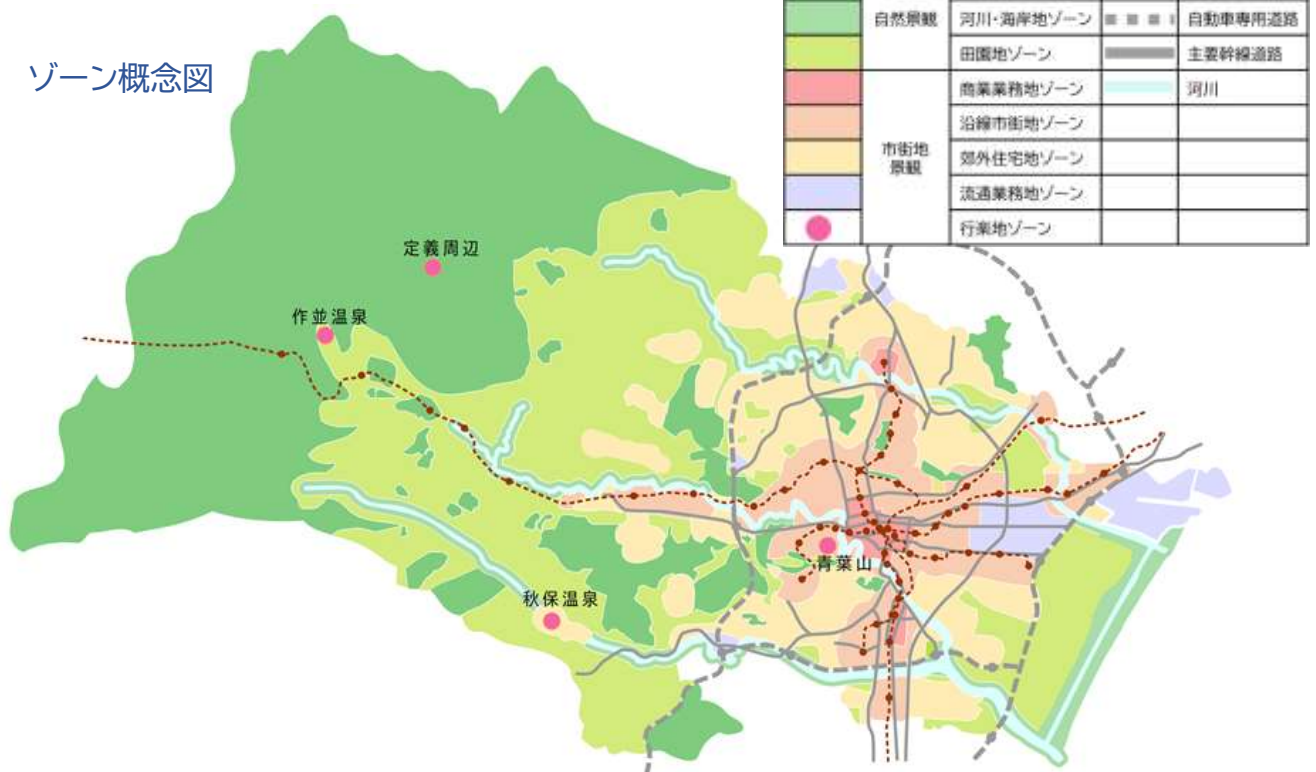 ゾーン概念図
自然景観 河川・海岸地ゾーン 自動車専用道路
田園地ゾーン 主要幹線道路
商業業務地ゾーン 河川
沿線市街地ゾーン
市街地
景観
郊外住宅地ゾーン
流通業務地ゾーン
行楽地ゾーン
定義周辺
作並温泉
青葉山
秋保温泉